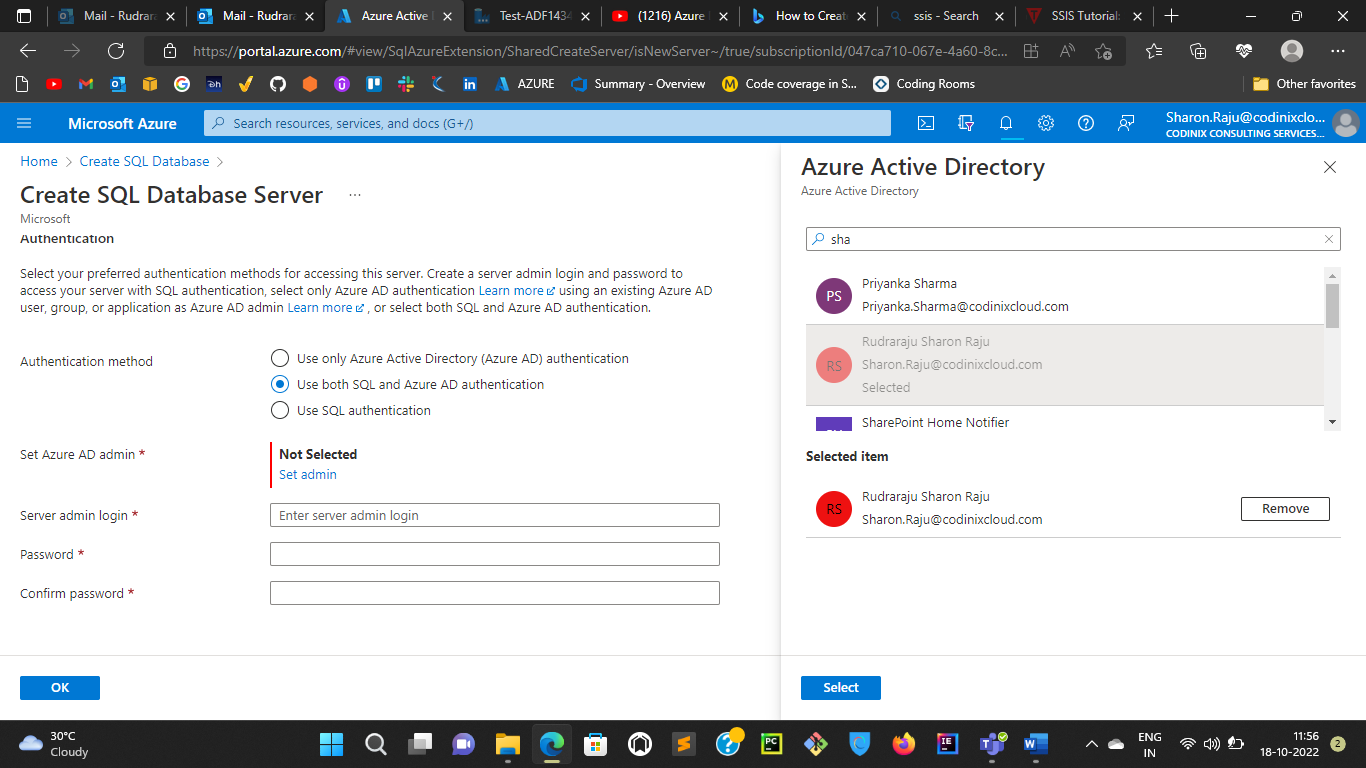 Mail - Rudrara
Mail - Rudrara
Azure Active
Test-ADF1434
(1216) Azure
How to Create
ssis - Search
SSIS Tutorial:
https://portal.azure.com/#view/SqlAzureExtension/SharedCreateServer/isNewServer~/true/subscriptionId/047ca710-067e-4a60-8c...
AZURE
Summary - Overview
Code coverage in S...
Coding Rooms
Other favorites
Microsoft Azure
Search resources, services, and docs (G+/)
Sharon.Raju@codinixclo...
CODINIX CONSULTING SERVICES...
Home > Create SQL Database >
Create SQL Database Server ...
Microsoft
Authentication
Select your preferred authentication methods for accessing this server. Create a server admin login and password to
access your server with SQL authentication, select only Azure AD authentication Learn more using an existing Azure AD
user, group, or application as Azure AD admin Learn more , or select both SQL and Azure AD authentication.
Authentication method
Use only Azure Active Directory (Azure AD) authentication
Use both SQL and Azure AD authentication
Use SQL authentication
Set Azure AD admin *
Not Selected
Set admin
Server admin login *
Enter server admin login
Password *
Confirm password *
OK
Azure Active Directory
Azure Active Directory
sha
PS
Priyanka Sharma
Priyanka.Sharma@codinixcloud.com
RS
Rudraraju Sharon Raju
Sharon.Raju@codinixcloud.com
Selected
SharePoint Home Notifier
Selected item
RS
Rudraraju Sharon Raju
Sharon.Raju@codinixcloud.com
Remove
Select
30°C
Cloudy
ENG
IN
11:56
18-10-2022
2